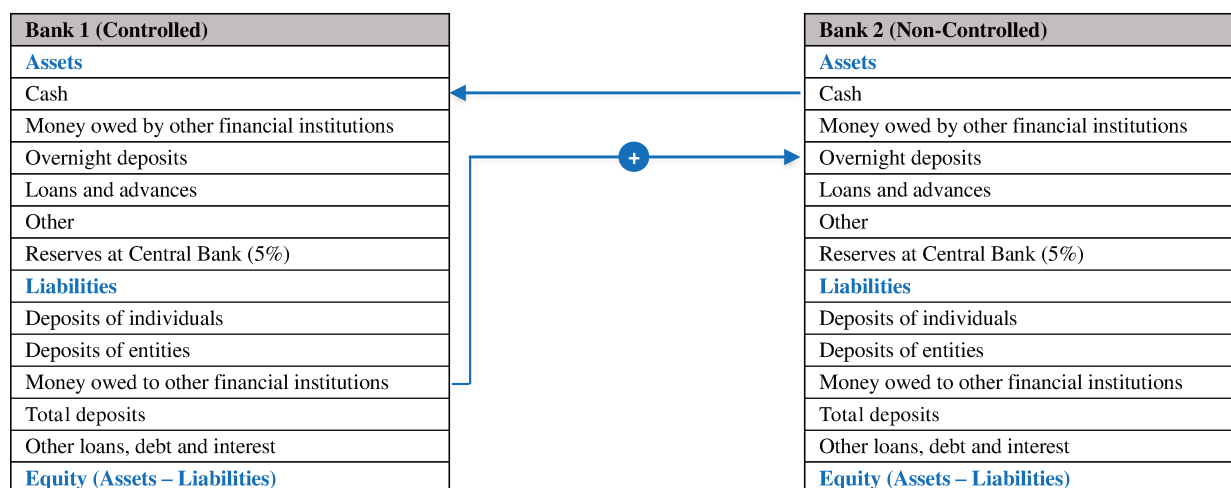 Bank 1 (Controlled)
Assets
Cash
Money owed by other financial institutions
Overnight deposits
Loans and advances
Other
Reserves at Central Bank (5%)
Liabilities
Deposits of individuals
Deposits of entities
Money owed to other financial institutions
Total deposits
Other loans, debt and interest
Equity (Assets – Liabilities)
+
Bank 2 (Non-Controlled)
Assets
Cash
Money owed by other financial institutions
Overnight deposits
Loans and advances
Other
Reserves at Central Bank (5%)
Liabilities
Deposits of individuals
Deposits of entities
Money owed to other financial institutions
Total deposits
Other loans, debt and interest
Equity (Assets – Liabilities)